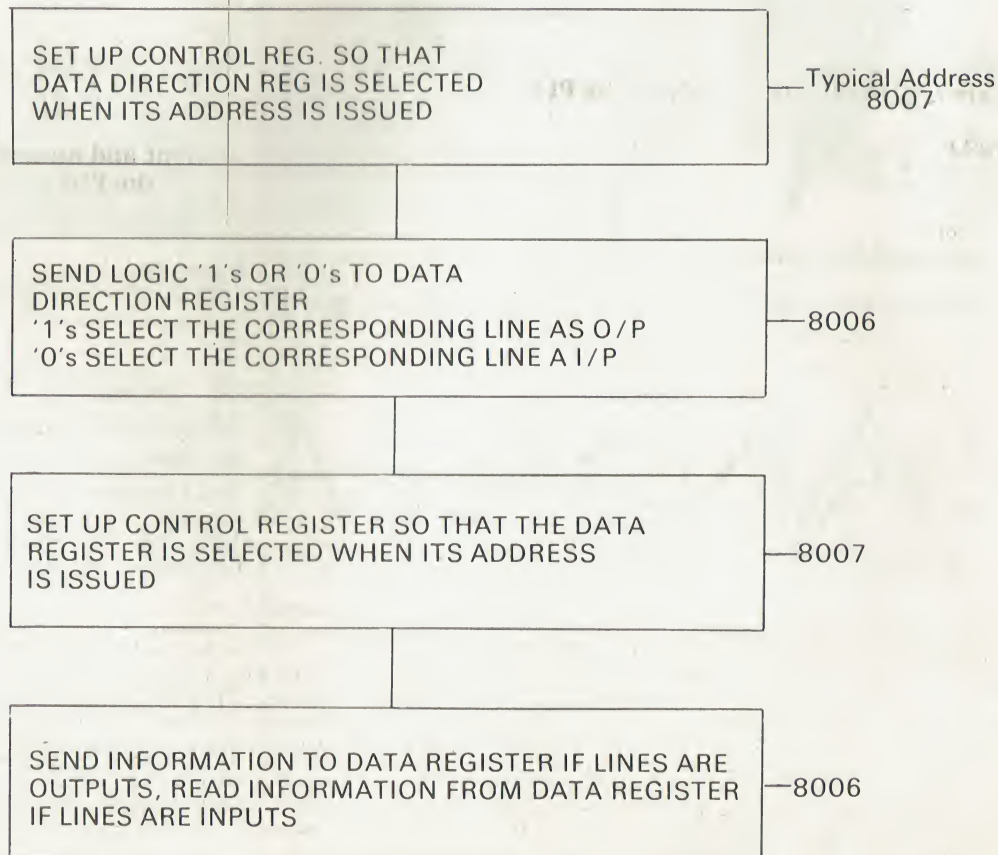 SET UP CONTROL REG. SO THAT
DATA DIRECTION REG IS SELECTED
WHEN ITS ADDRESS IS ISSUED
Typical Address
8007
SEND LOGIC '1's OR '0's TO DATA
DIRECTION REGISTER
'1's SELECT THE CORRESPONDING LINE AS O/P
'0's SELECT THE CORRESPONDING LINE A I/P
8006
SET UP CONTROL REGISTER SO THAT THE DATA
REGISTER IS SELECTED WHEN ITS ADDRESS
IS ISSUED
8007
SEND INFORMATION TO DATA REGISTER IF LINES ARE
OUTPUTS, READ INFORMATION FROM DATA REGISTER
IF LINES ARE INPUTS
8006